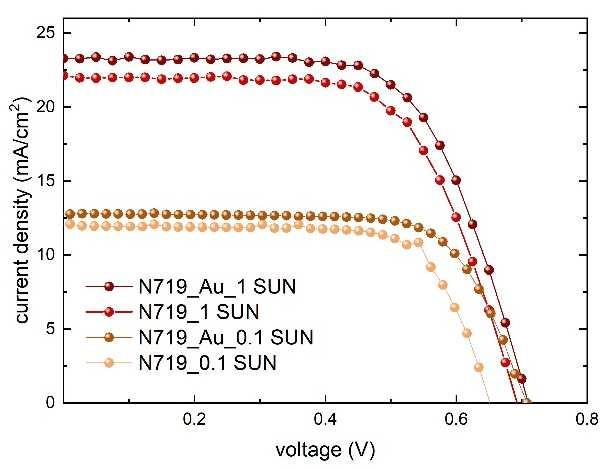 25
20
15
10
5
0
current density (mA/cm²)
N719_Au_1 SUN
N719_1 SUN
N719_Au_0.1 SUN
N719_0.1 SUN
0.2 0.4 0.6 0.8
voltage (V)